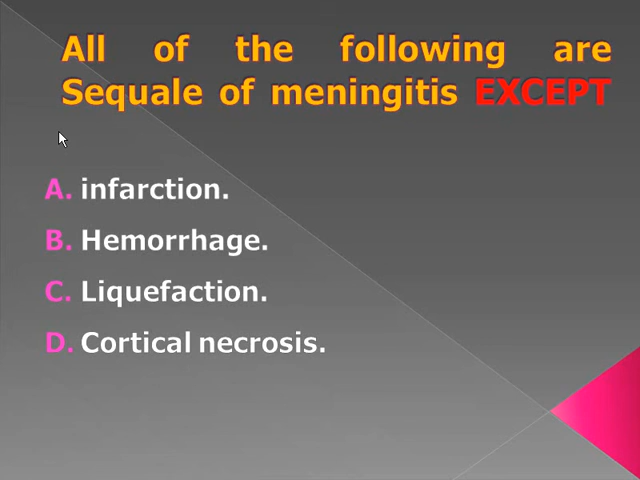 All of the following are
Sequale of meningitis EXCEPT
A. infarction.
B. Hemorrhage.
C. Liquefaction.
D. Cortical necrosis.